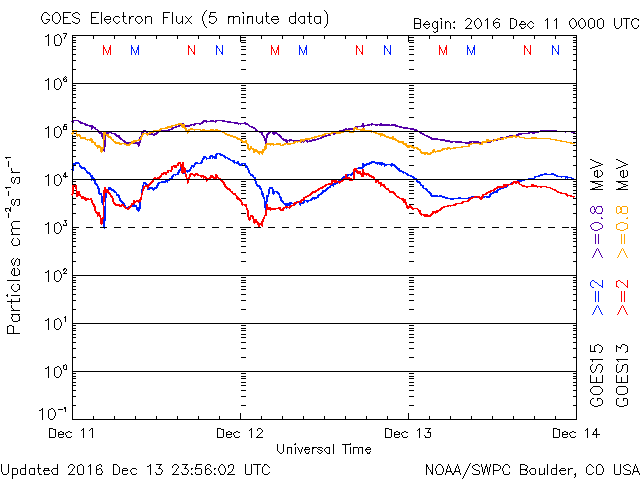 GOES Electron Flux (5 minute data)
Begin: 2016 Dec 11 0000 UTC
10⁷
M M N N M M N N M M N N
10⁶
10⁵
10⁴
10³
10²
10¹
10⁰
10⁻¹
Particles cm⁻²s⁻¹sr⁻¹
Dec 11 Dec 12 Dec 13 Dec 14
Universal Time
GOES15 >=2 >=0.8 MeV
GOES13 >=2 >=0.8 MeV
Updated 2016 Dec 13 23:56:02 UTC
NOAA/SWPC Boulder, CO USA